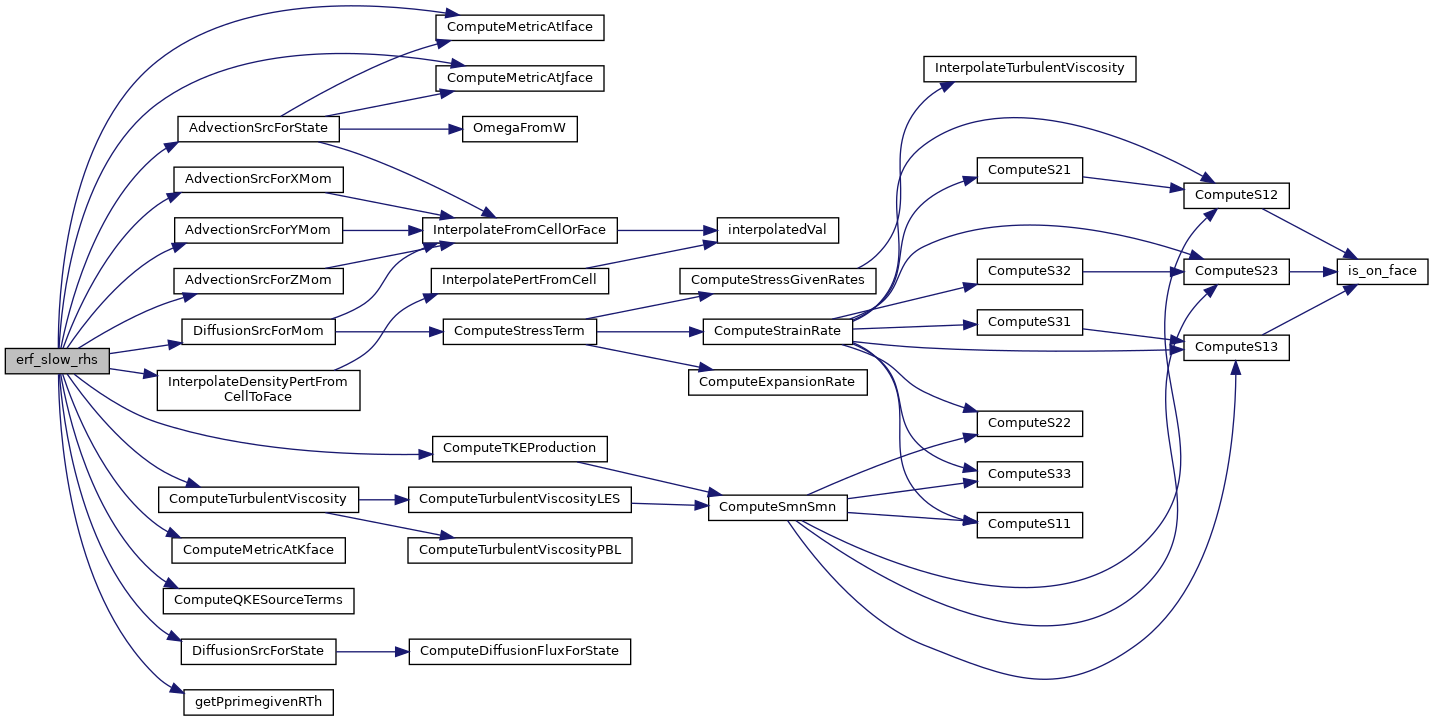 erf_slow_rhs
ComputeMetricAtIface
ComputeMetricAtJface
AdvectionSrcForState
OmegaFromW
AdvectionSrcForXMom
AdvectionSrcForYMom
InterpolateFromCellOrFace
interpolatedVal
AdvectionSrcForZMom
InterpolatePertFromCell
DiffusionSrcForMom
ComputeStressTerm
InterpolateDensityPertFrom
CellToFace
ComputeStressGivenRates
ComputeStrainRate
ComputeExpansionRate
InterpolateTurbulentViscosity
ComputeS21
ComputeS12
ComputeS32
ComputeS23
is_on_face
ComputeS31
ComputeS13
ComputeS22
ComputeS33
ComputeS11
ComputeTKEProduction
ComputeTurbulentViscosity
ComputeTurbulentViscosityLES
ComputeSmnSmn
ComputeTurbulentViscosityPBL
ComputeMetricAtKface
ComputeQKESourceTerms
DiffusionSrcForState
ComputeDiffusionFluxForState
getPprimegivenRTh